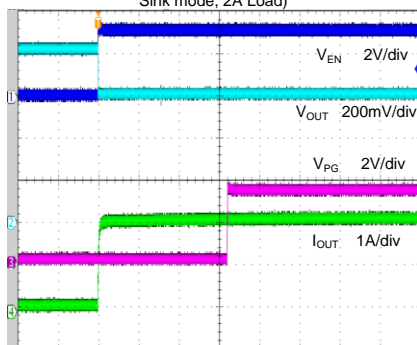 Sink mode, 2A Load)
T
V_EN 2V/div
1
V_OUT 200mV/div
V_PG 2V/div
2
I_OUT 1A/div
3
4